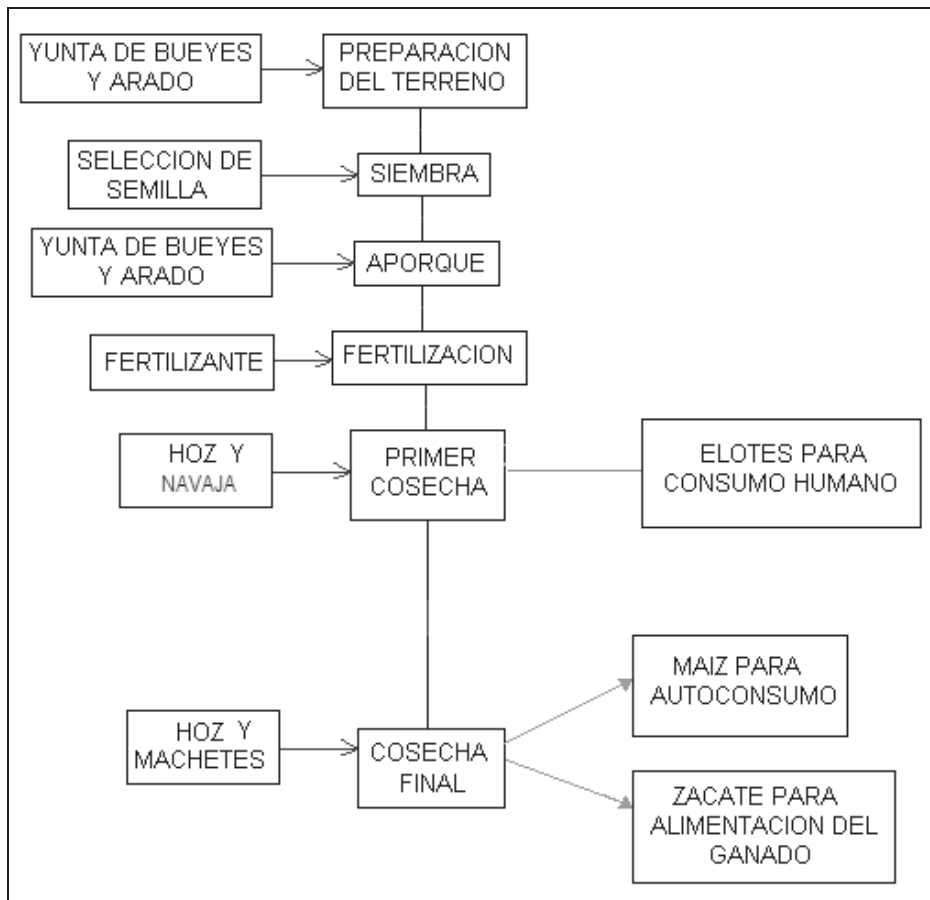 YUNTA DE BUEYES
Y ARADO
PREPARACION
DEL TERRENO
SELECCION DE
SEMILLA
SIEMBRA
YUNTA DE BUEYES
Y ARADO
APORQUE
FERTILIZANTE
FERTILIZACION
HOZ Y
NAVAJA
PRIMER
COSECHA
ELOTES PARA
CONSUMO HUMANO
HOZ Y
MACHETES
COSECHA
FINAL
MAIZ PARA
AUTOCONSUMO
ZACATE PARA
ALIMENTACION DEL
GANADO